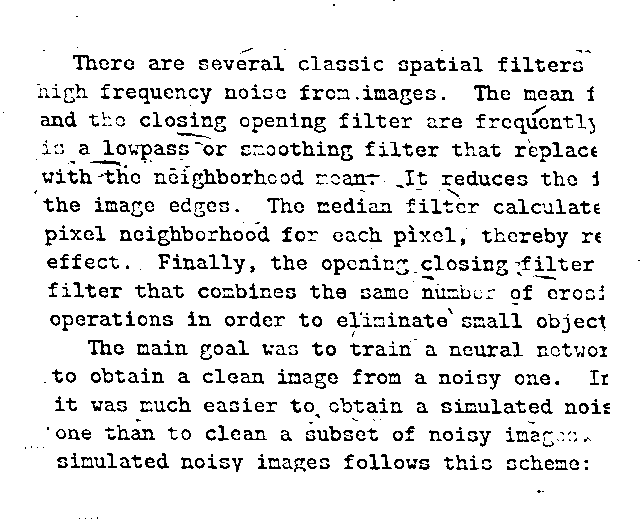 There are several classic spatial filters
high frequency noise from images. The mean f
and the closing opening filter are frequently
is a lowpass or smoothing filter that replace
with the neighborhood mean. It reduces the i
the image edges. The median filter calculate
pixel neighborhood for each pixel, thereby re
effect. Finally, the opening closing filter
filter that combines the same number of erosi
operations in order to eliminate small object
The main goal was to train a neural networ
to obtain a clean image from a noisy one. In
it was much easier to obtain a simulated nois
one than to clean a subset of noisy images.
simulated noisy images follows this scheme: